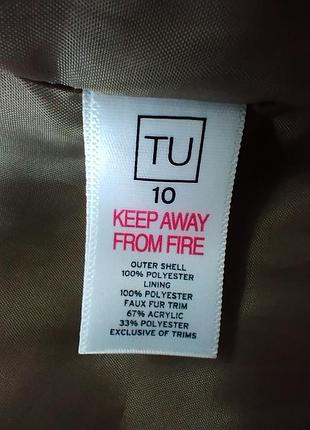 TU
10
KEEP AWAY
FROM FIRE
OUTER SHELL
100% POLYESTER
LINING
100% POLYESTER
FAUX FUR TRIM
67% ACRYLIC
33% POLYESTER
EXCLUSIVE OF TRIMS